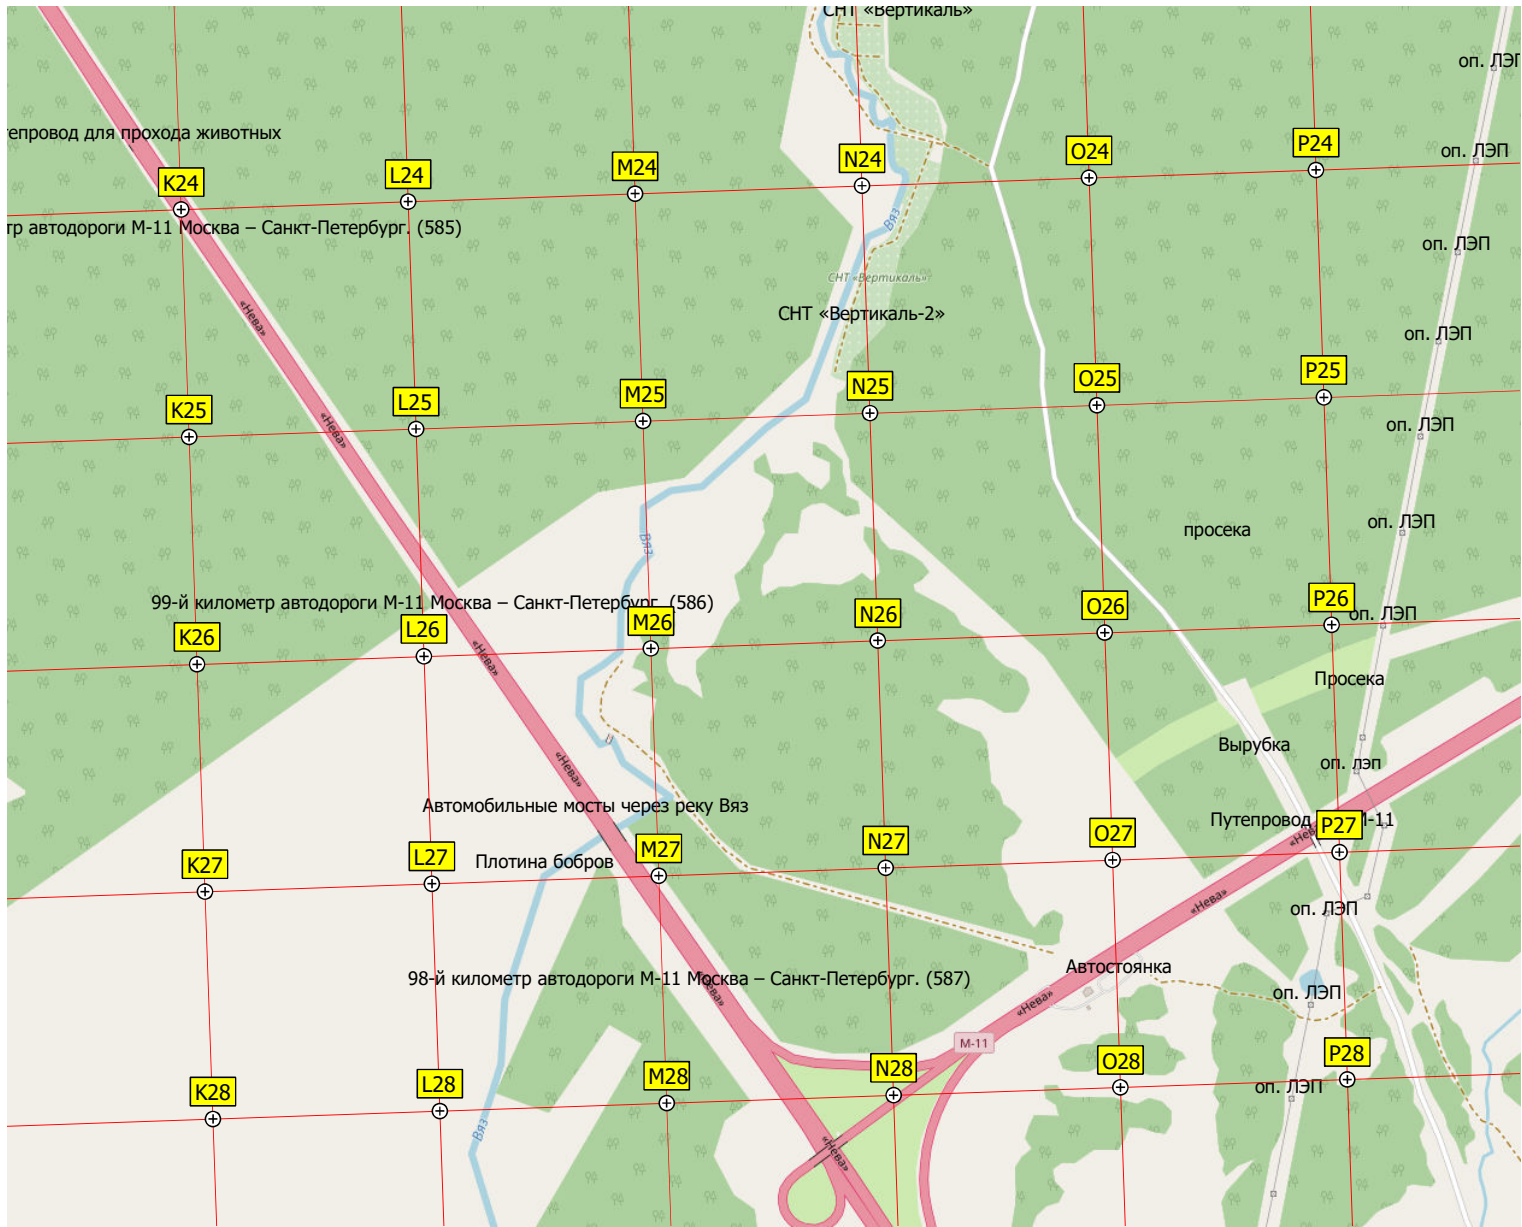 СНТ «Вертикаль»
оп. ЛЭП
тепровод для прохода животных
M24
N24
O24
P24
оп. ЛЭП
K24
L24
тр автодороги М-11 Москва – Санкт-Петербург. (585)
Вяз
оп. ЛЭП
СНТ «Вертикаль»
«Нева»
СНТ «Вертикаль-2»
оп. ЛЭП
K25
L25
M25
N25
O25
P25
«Нева»
оп. ЛЭП
оп. ЛЭП
просека
Вяз
99-й километр автодороги М-11 Москва – Санкт-Петербург. (586)
K26
L26
M26
N26
O26
P26
оп. ЛЭП
«Нева»
Просека
Вырубка
«Нева»
оп. лэп
Автомобильные мосты через реку Вяз
Путепровод
М-11
«Нева»
K27
L27
Плотина бобров
M27
N27
O27
P27
«Нева»
оп. ЛЭП
98-й километр автодороги М-11 Москва – Санкт-Петербург. (587)
«Нева»
Автостоянка
«Нева»
оп. ЛЭП
М-11
K28
L28
M28
N28
O28
P28
оп. ЛЭП
Вяз
«Нева»